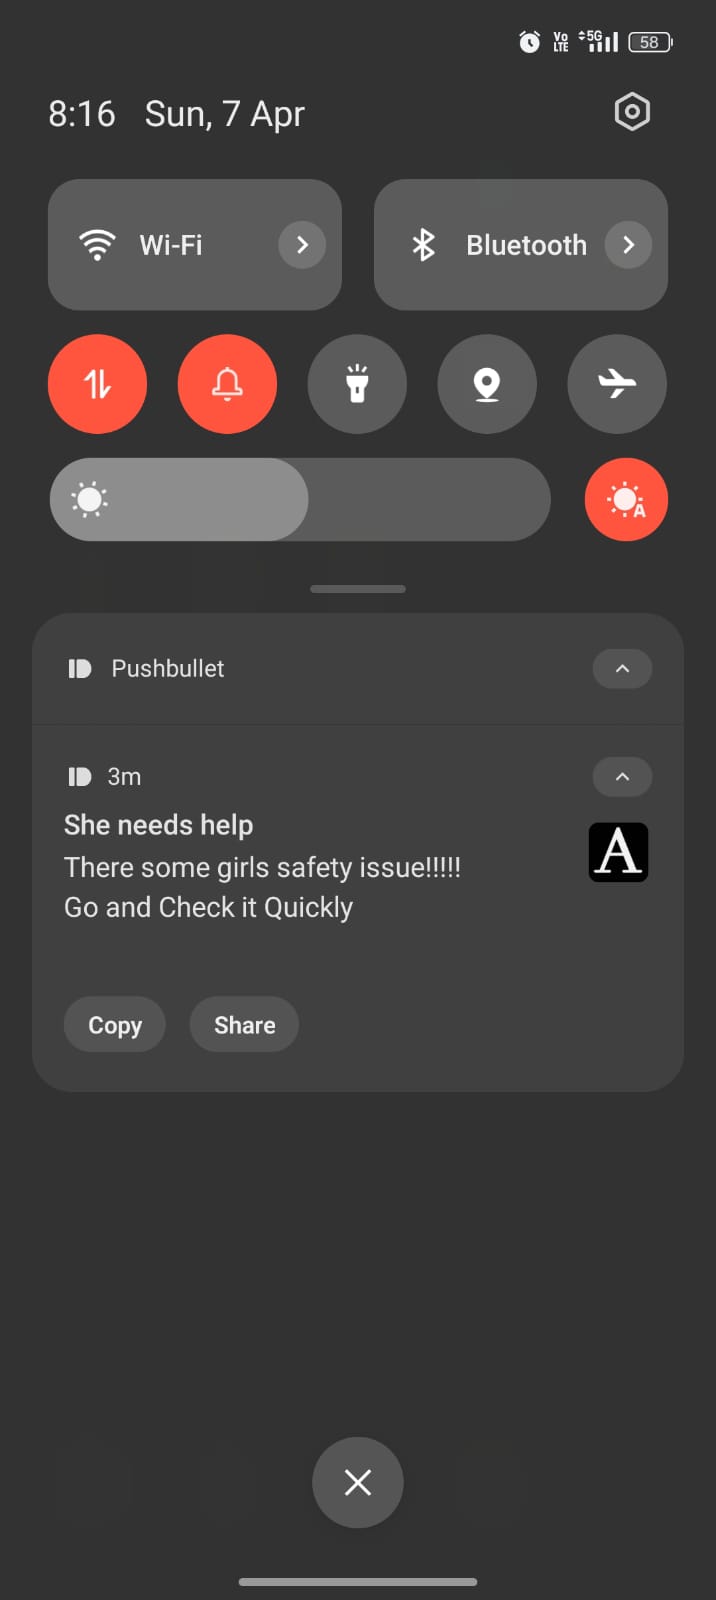 Vo LTE 5G 58
8:16 Sun, 7 Apr
Wi-Fi Bluetooth
A
Pushbullet
3m
She needs help
There some girls safety issue!!!!!
Go and Check it Quickly
A
Copy Share